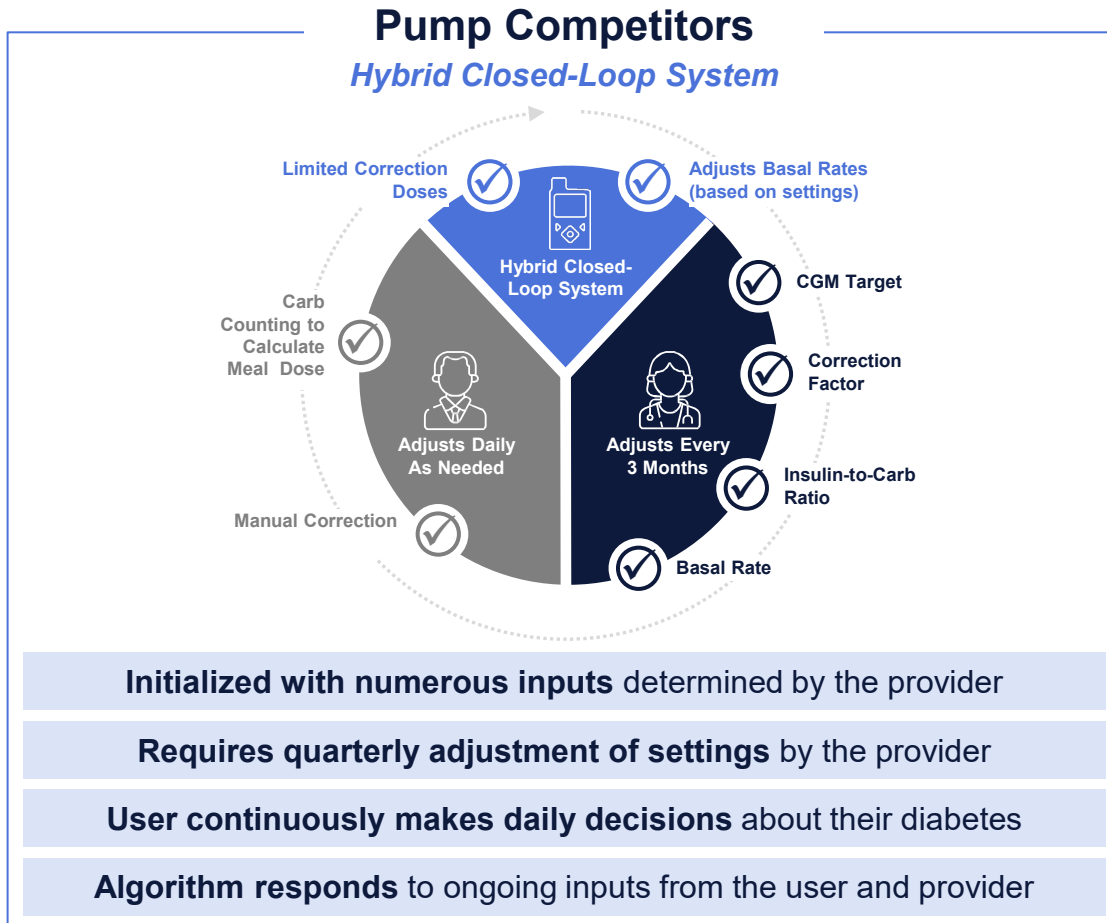 Pump Competitors
Hybrid Closed-Loop System
Limited Correction
Doses
Adjusts Basal Rates
(based on settings)
Hybrid Closed-
Loop System
CGM Target
Carb
Counting to
Calculate
Meal Dose
Correction
Factor
Adjusts Daily
As Needed
Adjusts Every
3 Months
Insulin-to-Carb
Ratio
Manual Correction
Basal Rate
Initialized with numerous inputs determined by the provider
Requires quarterly adjustment of settings by the provider
User continuously makes daily decisions about their diabetes
Algorithm responds to ongoing inputs from the user and provider